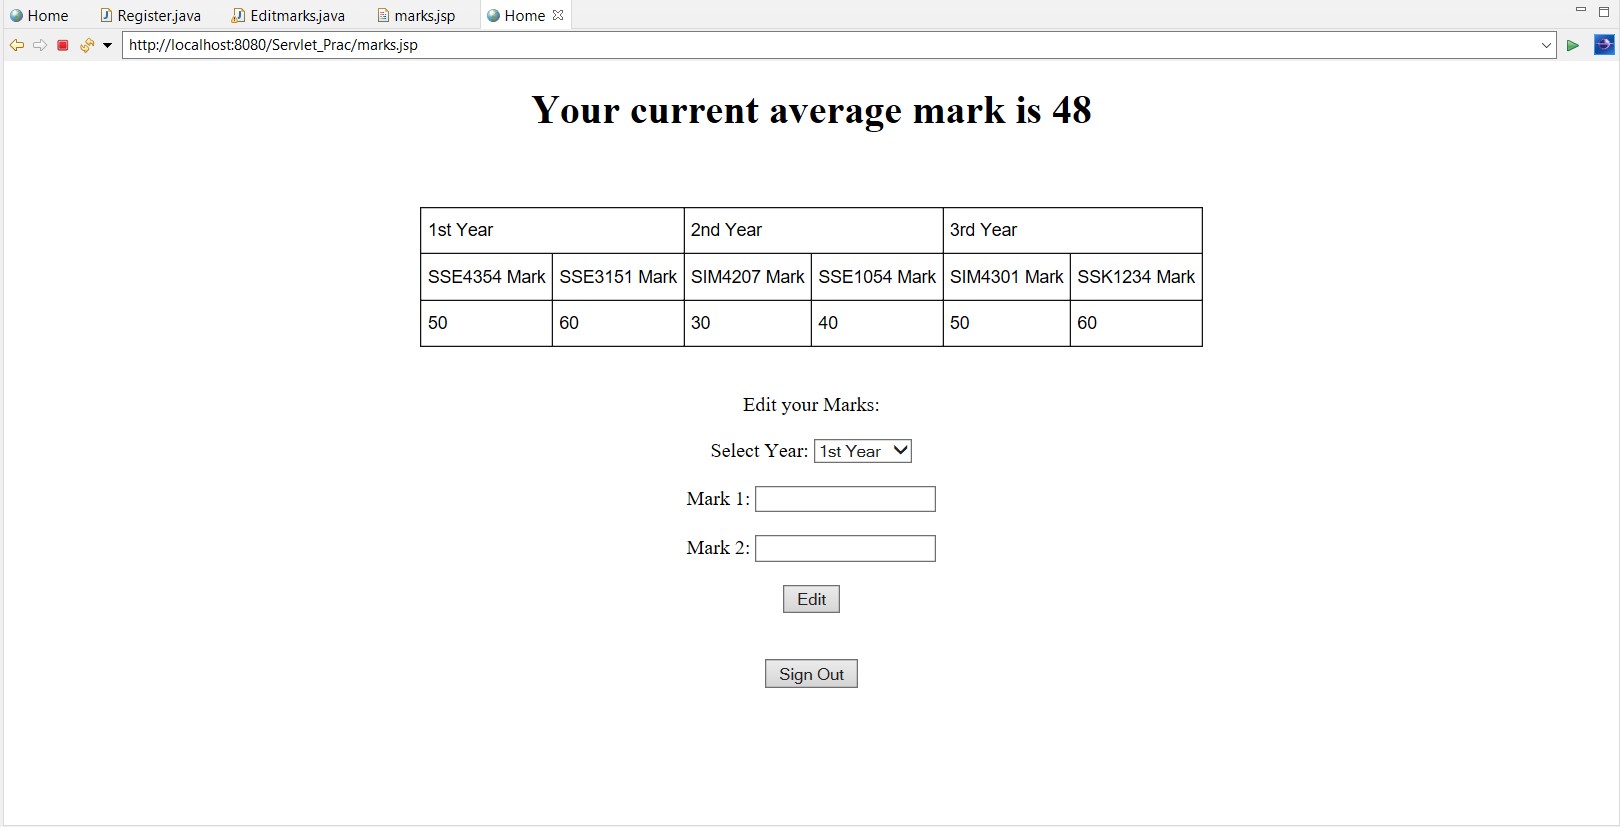 Home Register.java Editmarks.java marks.jsp Home
http://localhost:8080/Servlet_Prac/marks.jsp
Your current average mark is 48
1st Year 2nd Year 3rd Year
SSE4354 Mark SSE3151 Mark SIM4207 Mark SSE1054 Mark SIM4301 Mark SSK1234 Mark
50 60 30 40 50 60
Edit your Marks:
Select Year: 1st Year
Mark 1:
Mark 2:
Edit
Sign Out